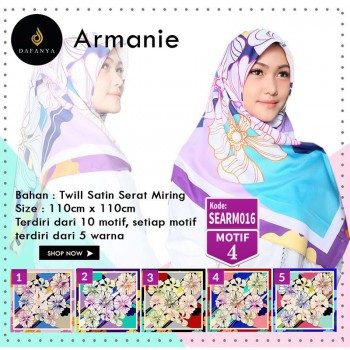 DAFANYA
Armanie
Bahan : Twill Satin Serat Miring
Size : 110cm x 110cm
Terdiri dari 10 motif, setiap motif
terdiri dari 5 warna
SHOP NOW
Kode:
SEARM016
MOTIF
4
1
2
3
4
5